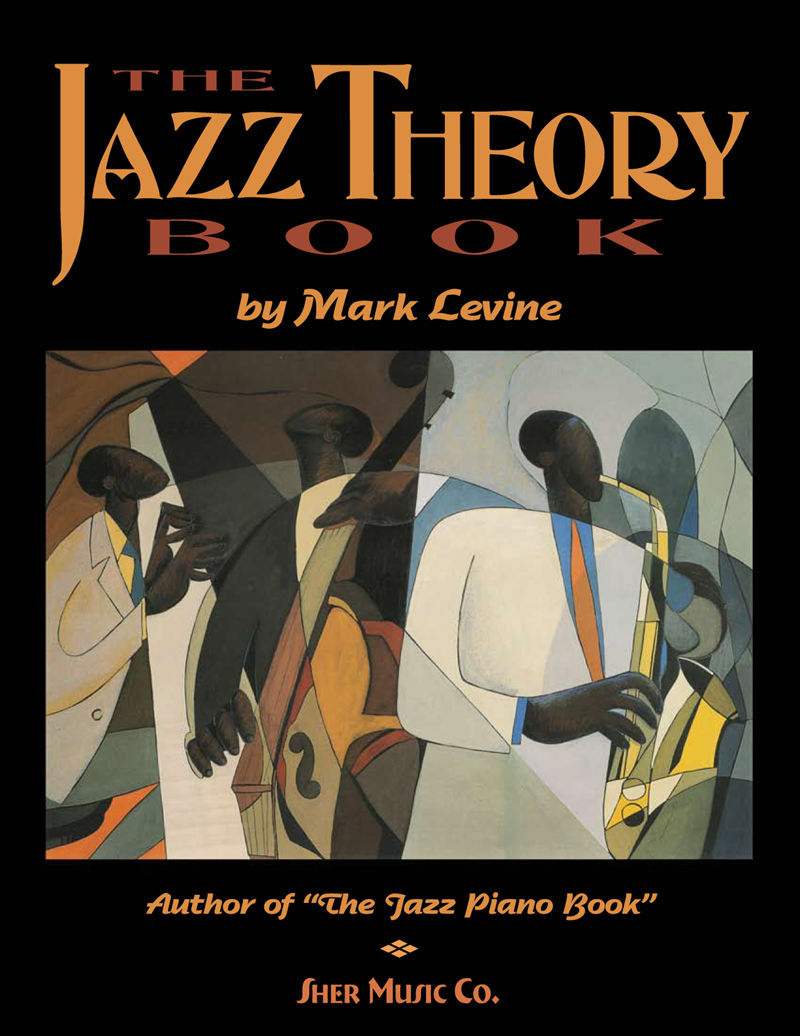 THE
JAZZ THEORY
BOOK
by Mark Levine
Author of “The Jazz Piano Book”
SHER MUSIC CO.